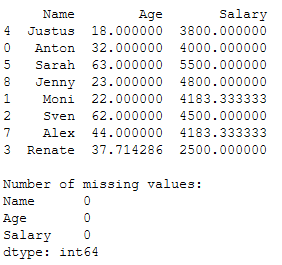 Name Age Salary
4 Justus 18.000000 3800.000000
0 Anton 32.000000 4000.000000
5 Sarah 63.000000 5500.000000
8 Jenny 23.000000 4800.000000
1 Moni 22.000000 4183.333333
2 Sven 62.000000 4500.000000
7 Alex 44.000000 4183.333333
3 Renate 37.714286 2500.000000
Number of missing values:
Name 0
Age 0
Salary 0
dtype: int64